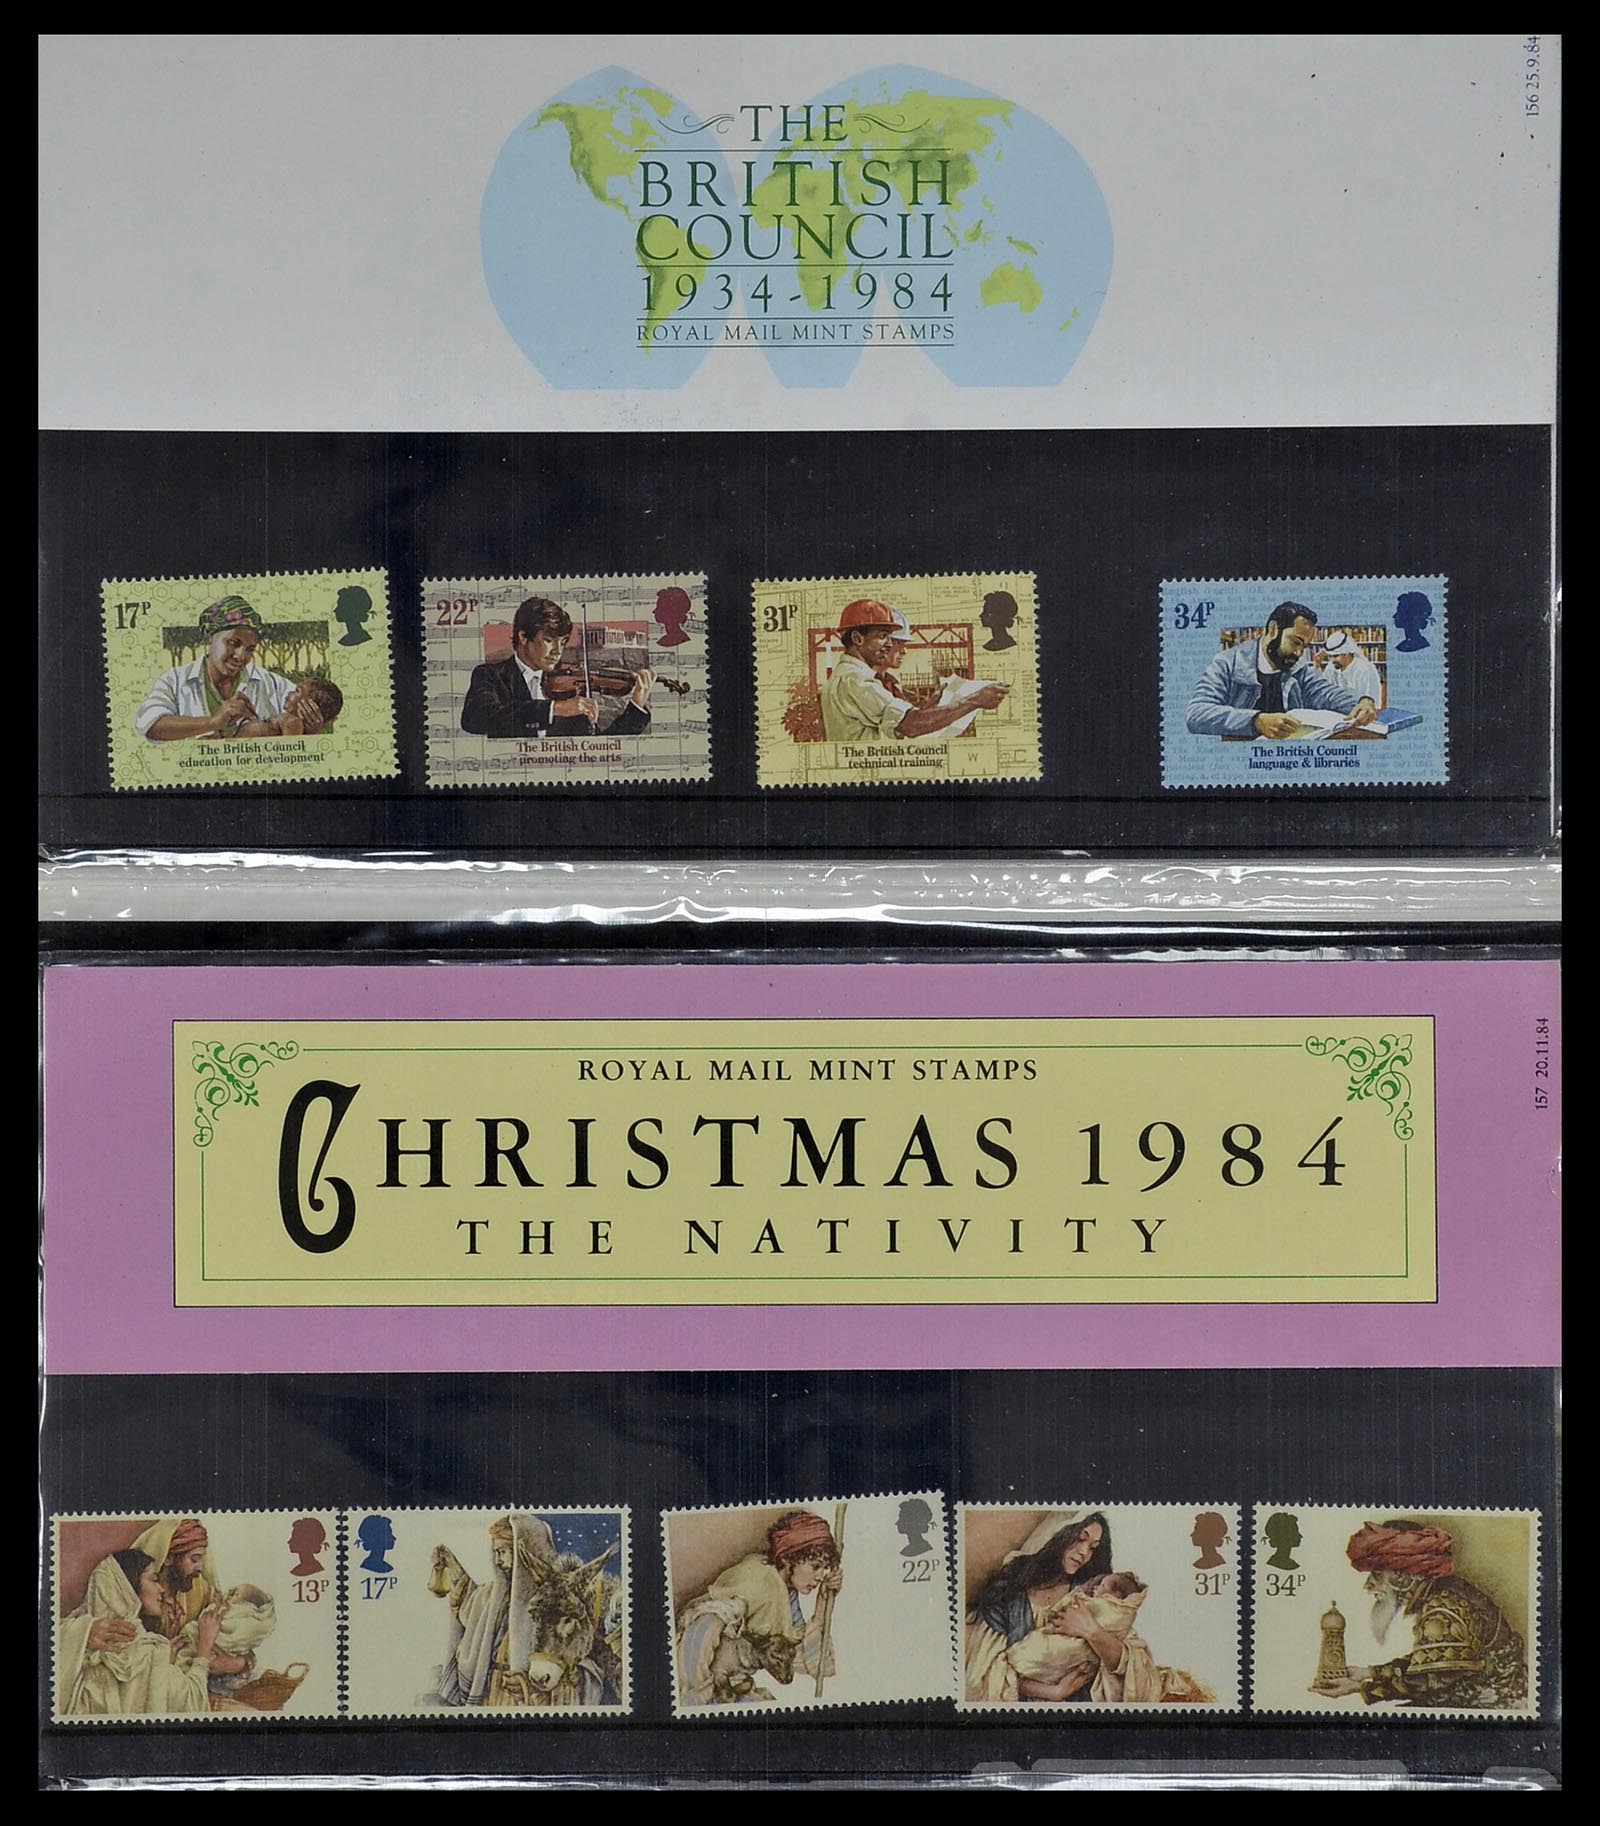 156 25.9.84
THE
BRITISH
COUNCIL
1934-1984
ROYAL MAIL MINT STAMPS
17P
The British Council
education for development
22P
The British Council
promoting the arts
31P
The British Council
technical training
34P
The British Council
language & libraries
157 20.11.84
ROYAL MAIL MINT STAMPS
CHRISTMAS 1984
THE NATIVITY
13P
17P
22P
31P
34P